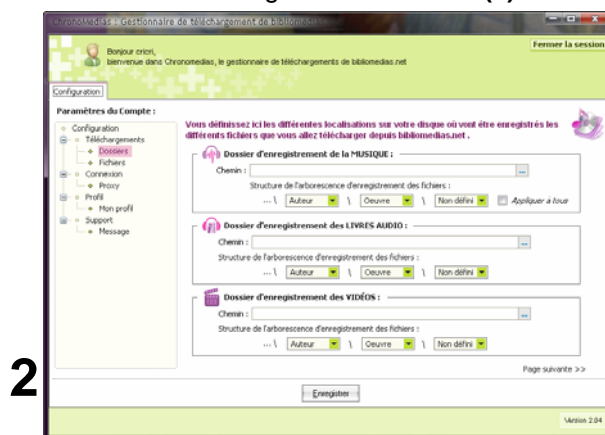 ChronoMedias : Gestionnaire de téléchargement de bibliomedias
Fermer la session
Bonjour cricri,
bienvenue dans Chronomedias, le gestionnaire de téléchargements de bibliomedias.net
Configuration
Paramètres du Compte :
Configuration
Téléchargements
Dossiers
Fichiers
Connexion
Proxy
Profil
Mon profil
Support
Message
Vous définissez ici les différentes localisations sur votre disque où vont être enregistrés les
différents fichiers que vous allez télécharger depuis bibliomedias.net .
Dossier d'enregistrement de la MUSIQUE :
Chemin : ...
Structure de l'arborescence d'enregistrement des fichiers :
... \ Auteur \ Oeuvre \ Non défini Appliquer à tous
Dossier d'enregistrement des LIVRES AUDIO :
Chemin : ...
Structure de l'arborescence d'enregistrement des fichiers :
... \ Auteur \ Oeuvre \ Non défini
Dossier d'enregistrement des VIDÉOS :
Chemin : ...
Structure de l'arborescence d'enregistrement des fichiers :
... \ Auteur \ Oeuvre \ Non défini
Page suivante >>
2
Enregistrer
Version 2.04